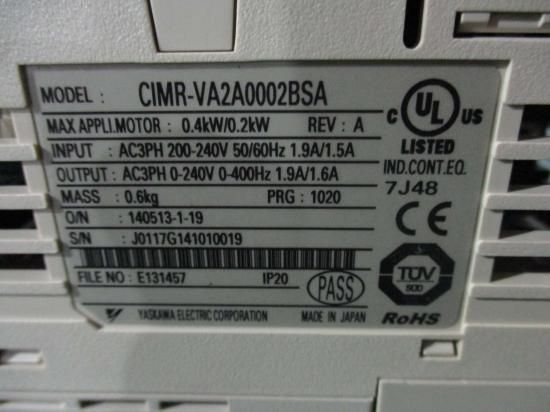 MODEL : CIMR-VA2A0002BSA
MAX APPLI.MOTOR : 0.4kW/0.2kW REV : A
INPUT : AC3PH 200-240V 50/60Hz 1.9A/1.5A
OUTPUT : AC3PH 0-240V 0-400Hz 1.9A/1.6A
MASS : 0.6kg PRG : 1020
O/N : 140513-1-19
S/N : J0117G141010019
FILE NO : E131457 IP20
PASS
YASKAWA ELECTRIC CORPORATION MADE IN JAPAN
C UL US
LISTED
IND.CONT.EQ.
7J48
CE
TÜV
SÜD
RoHS